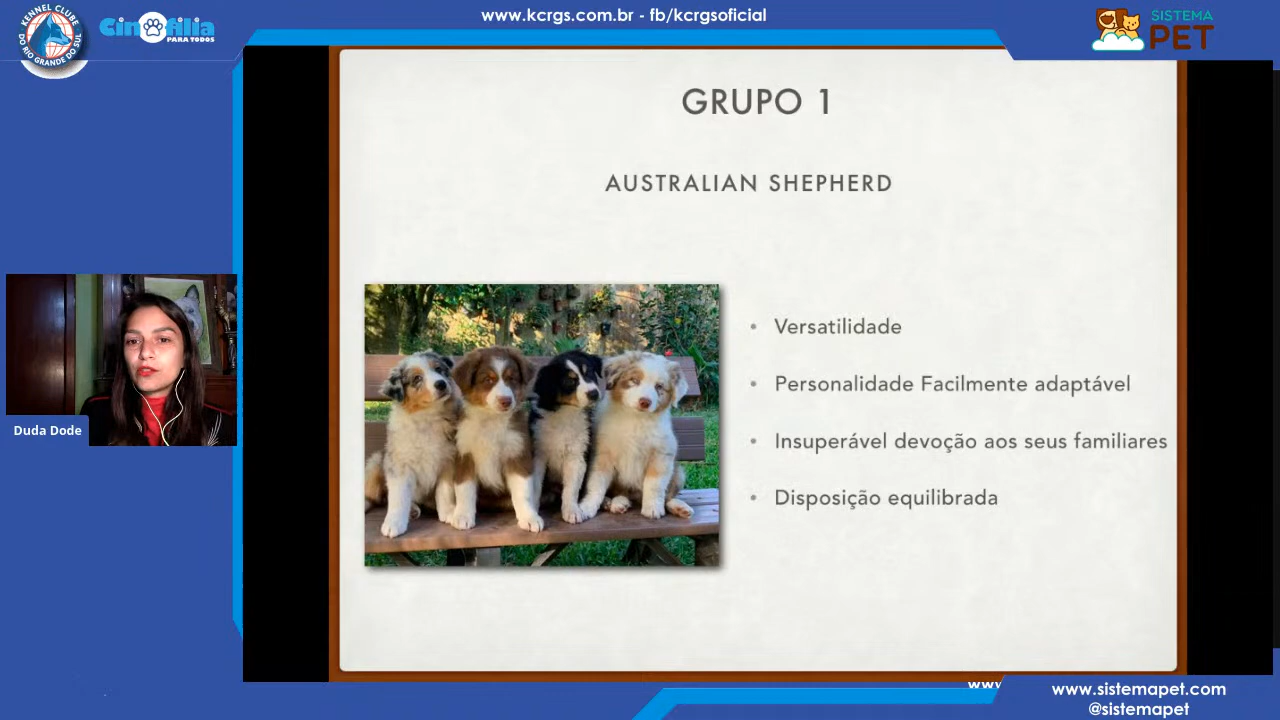 www.kcrgs.com.br - fb/kcrgsoficial
KENNEL CLUBE
DO RIO GRANDE DO SUL
Cinofilia
PARA TODOS
SISTEMA
PET
GRUPO 1
AUSTRALIAN SHEPHERD
• Versatilidade
• Personalidade Facilmente adaptável
• Insuperável devoção aos seus familiares
• Disposição equilibrada
Duda Dode
www
www.sistemapet.com
@sistemapet